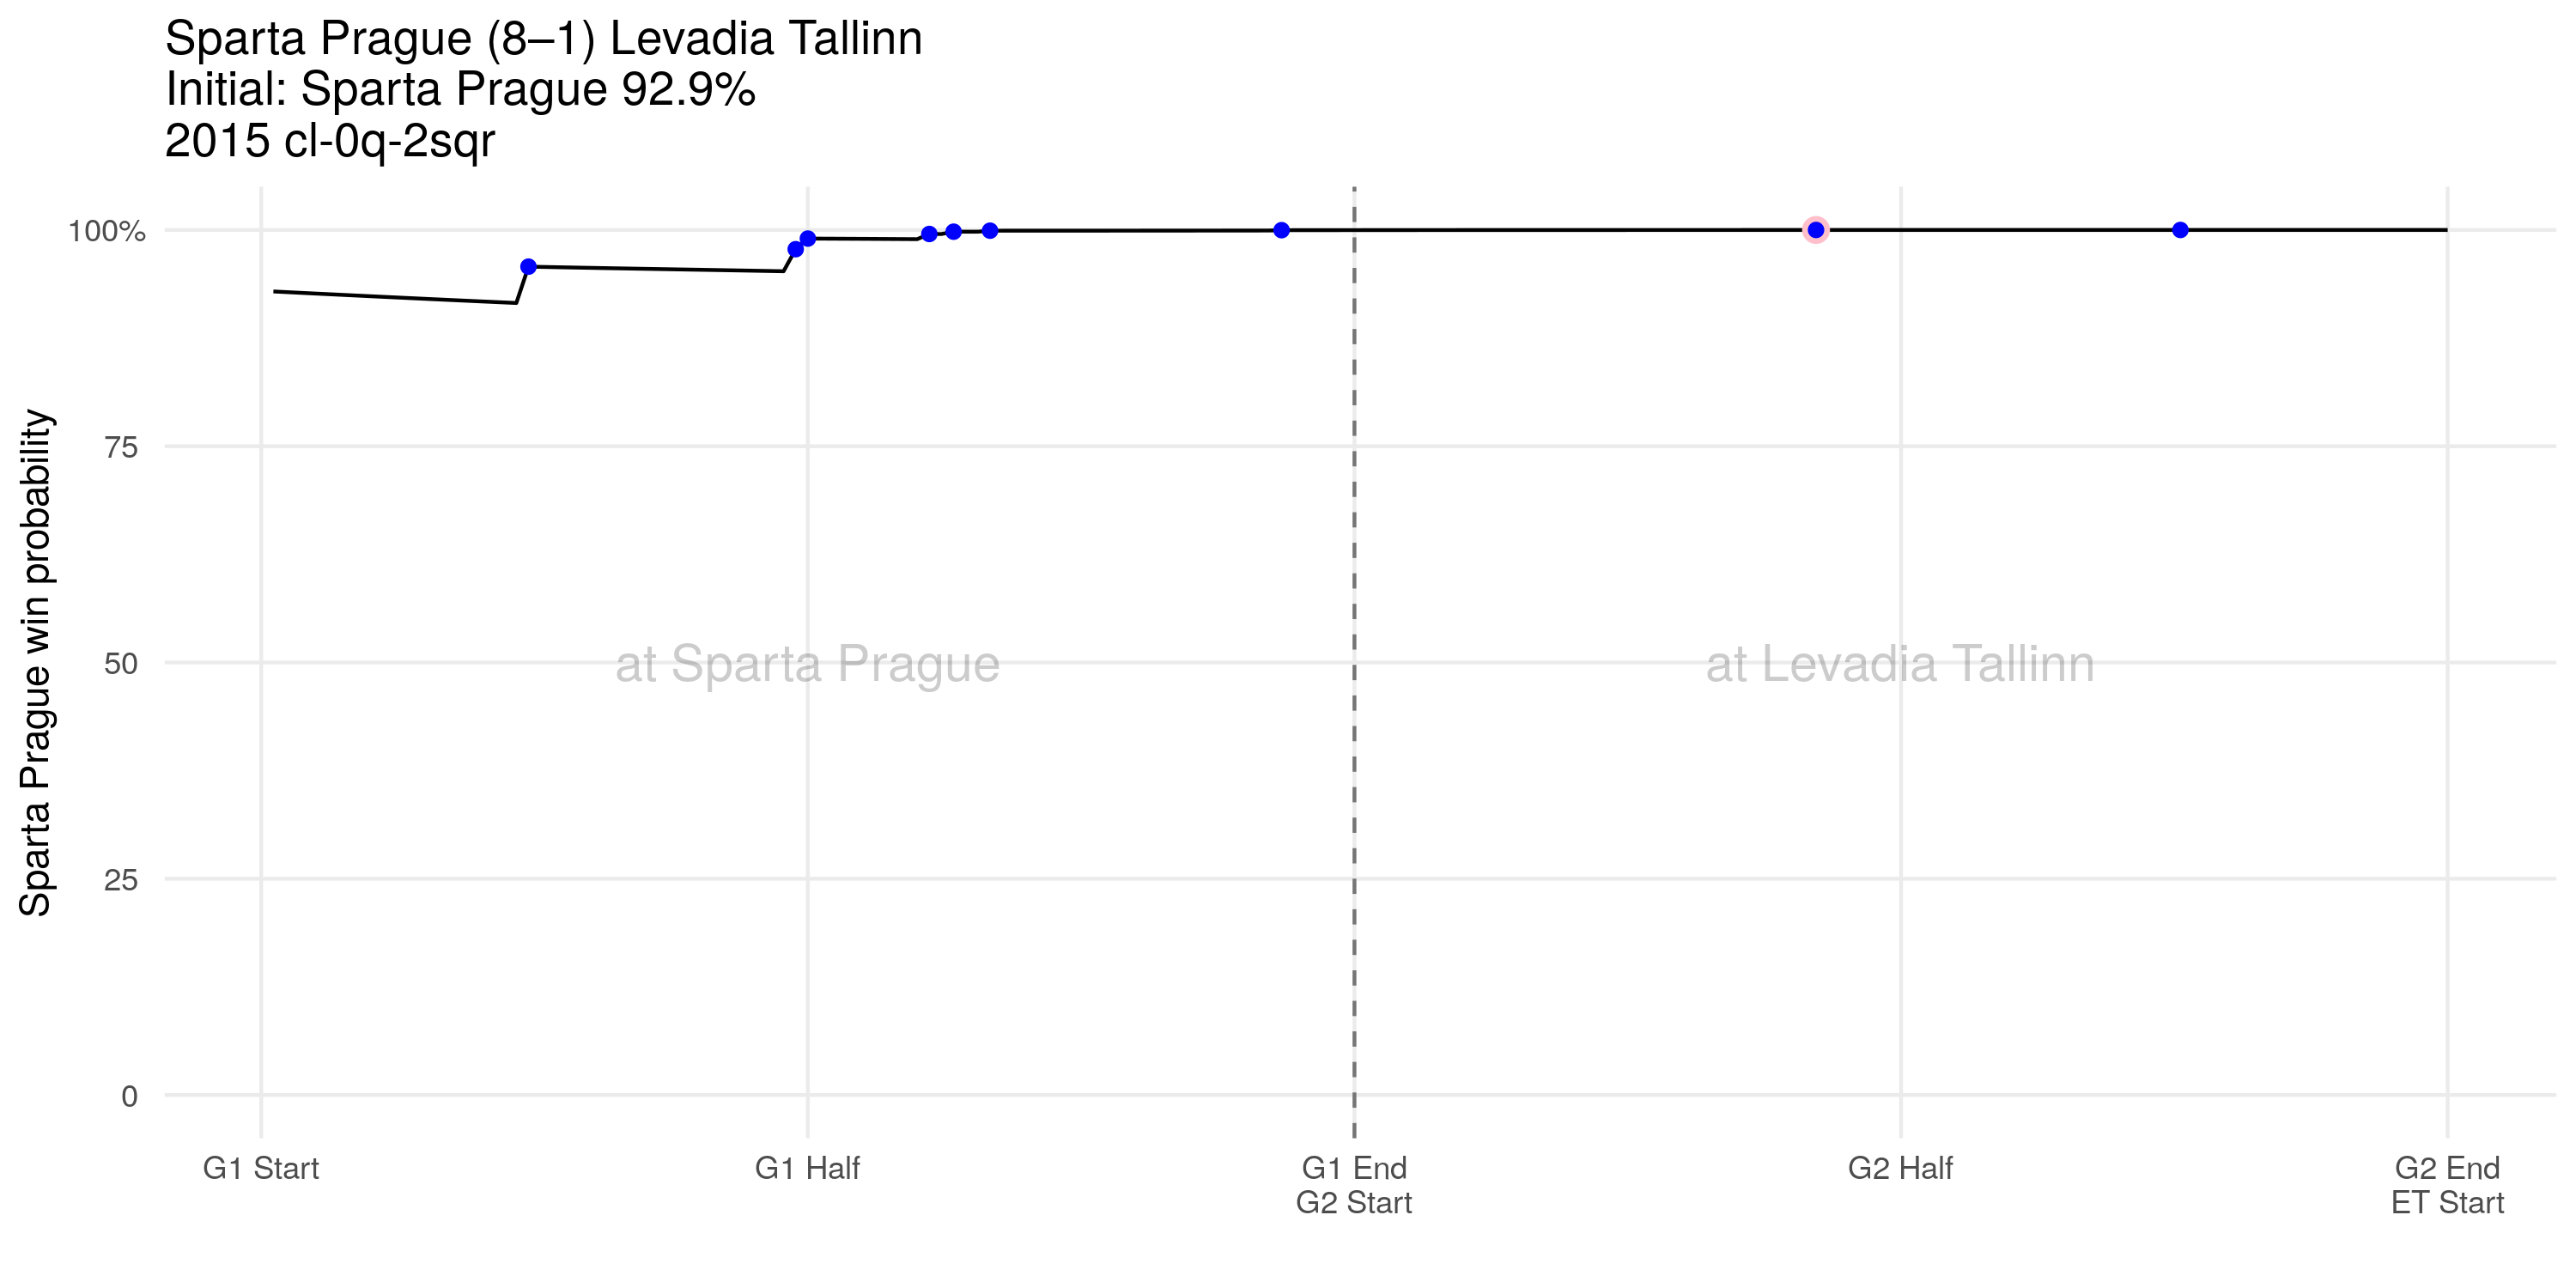 Sparta Prague (8–1) Levadia Tallinn
Initial: Sparta Prague 92.9%
2015 cl-0q-2sqr
Sparta Prague win probability
100%
75
50
25
0
at Sparta Prague
at Levadia Tallinn
G1 Start
G1 Half
G1 End
G2 Start
G2 Half
G2 End
ET Start